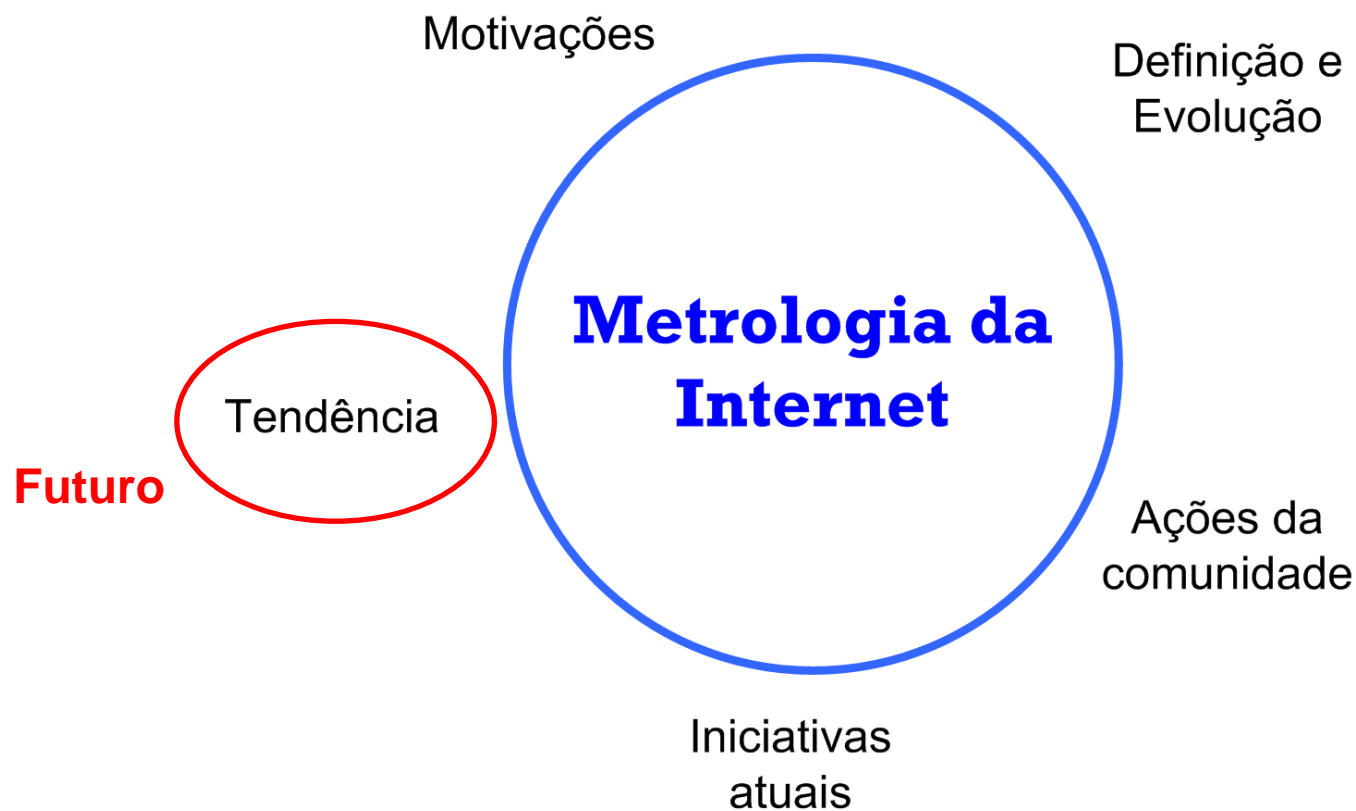 Motivações
Definição e
Evolução
Metrologia da
Internet
Tendência
Futuro
Ações da
comunidade
Iniciativas
atuais